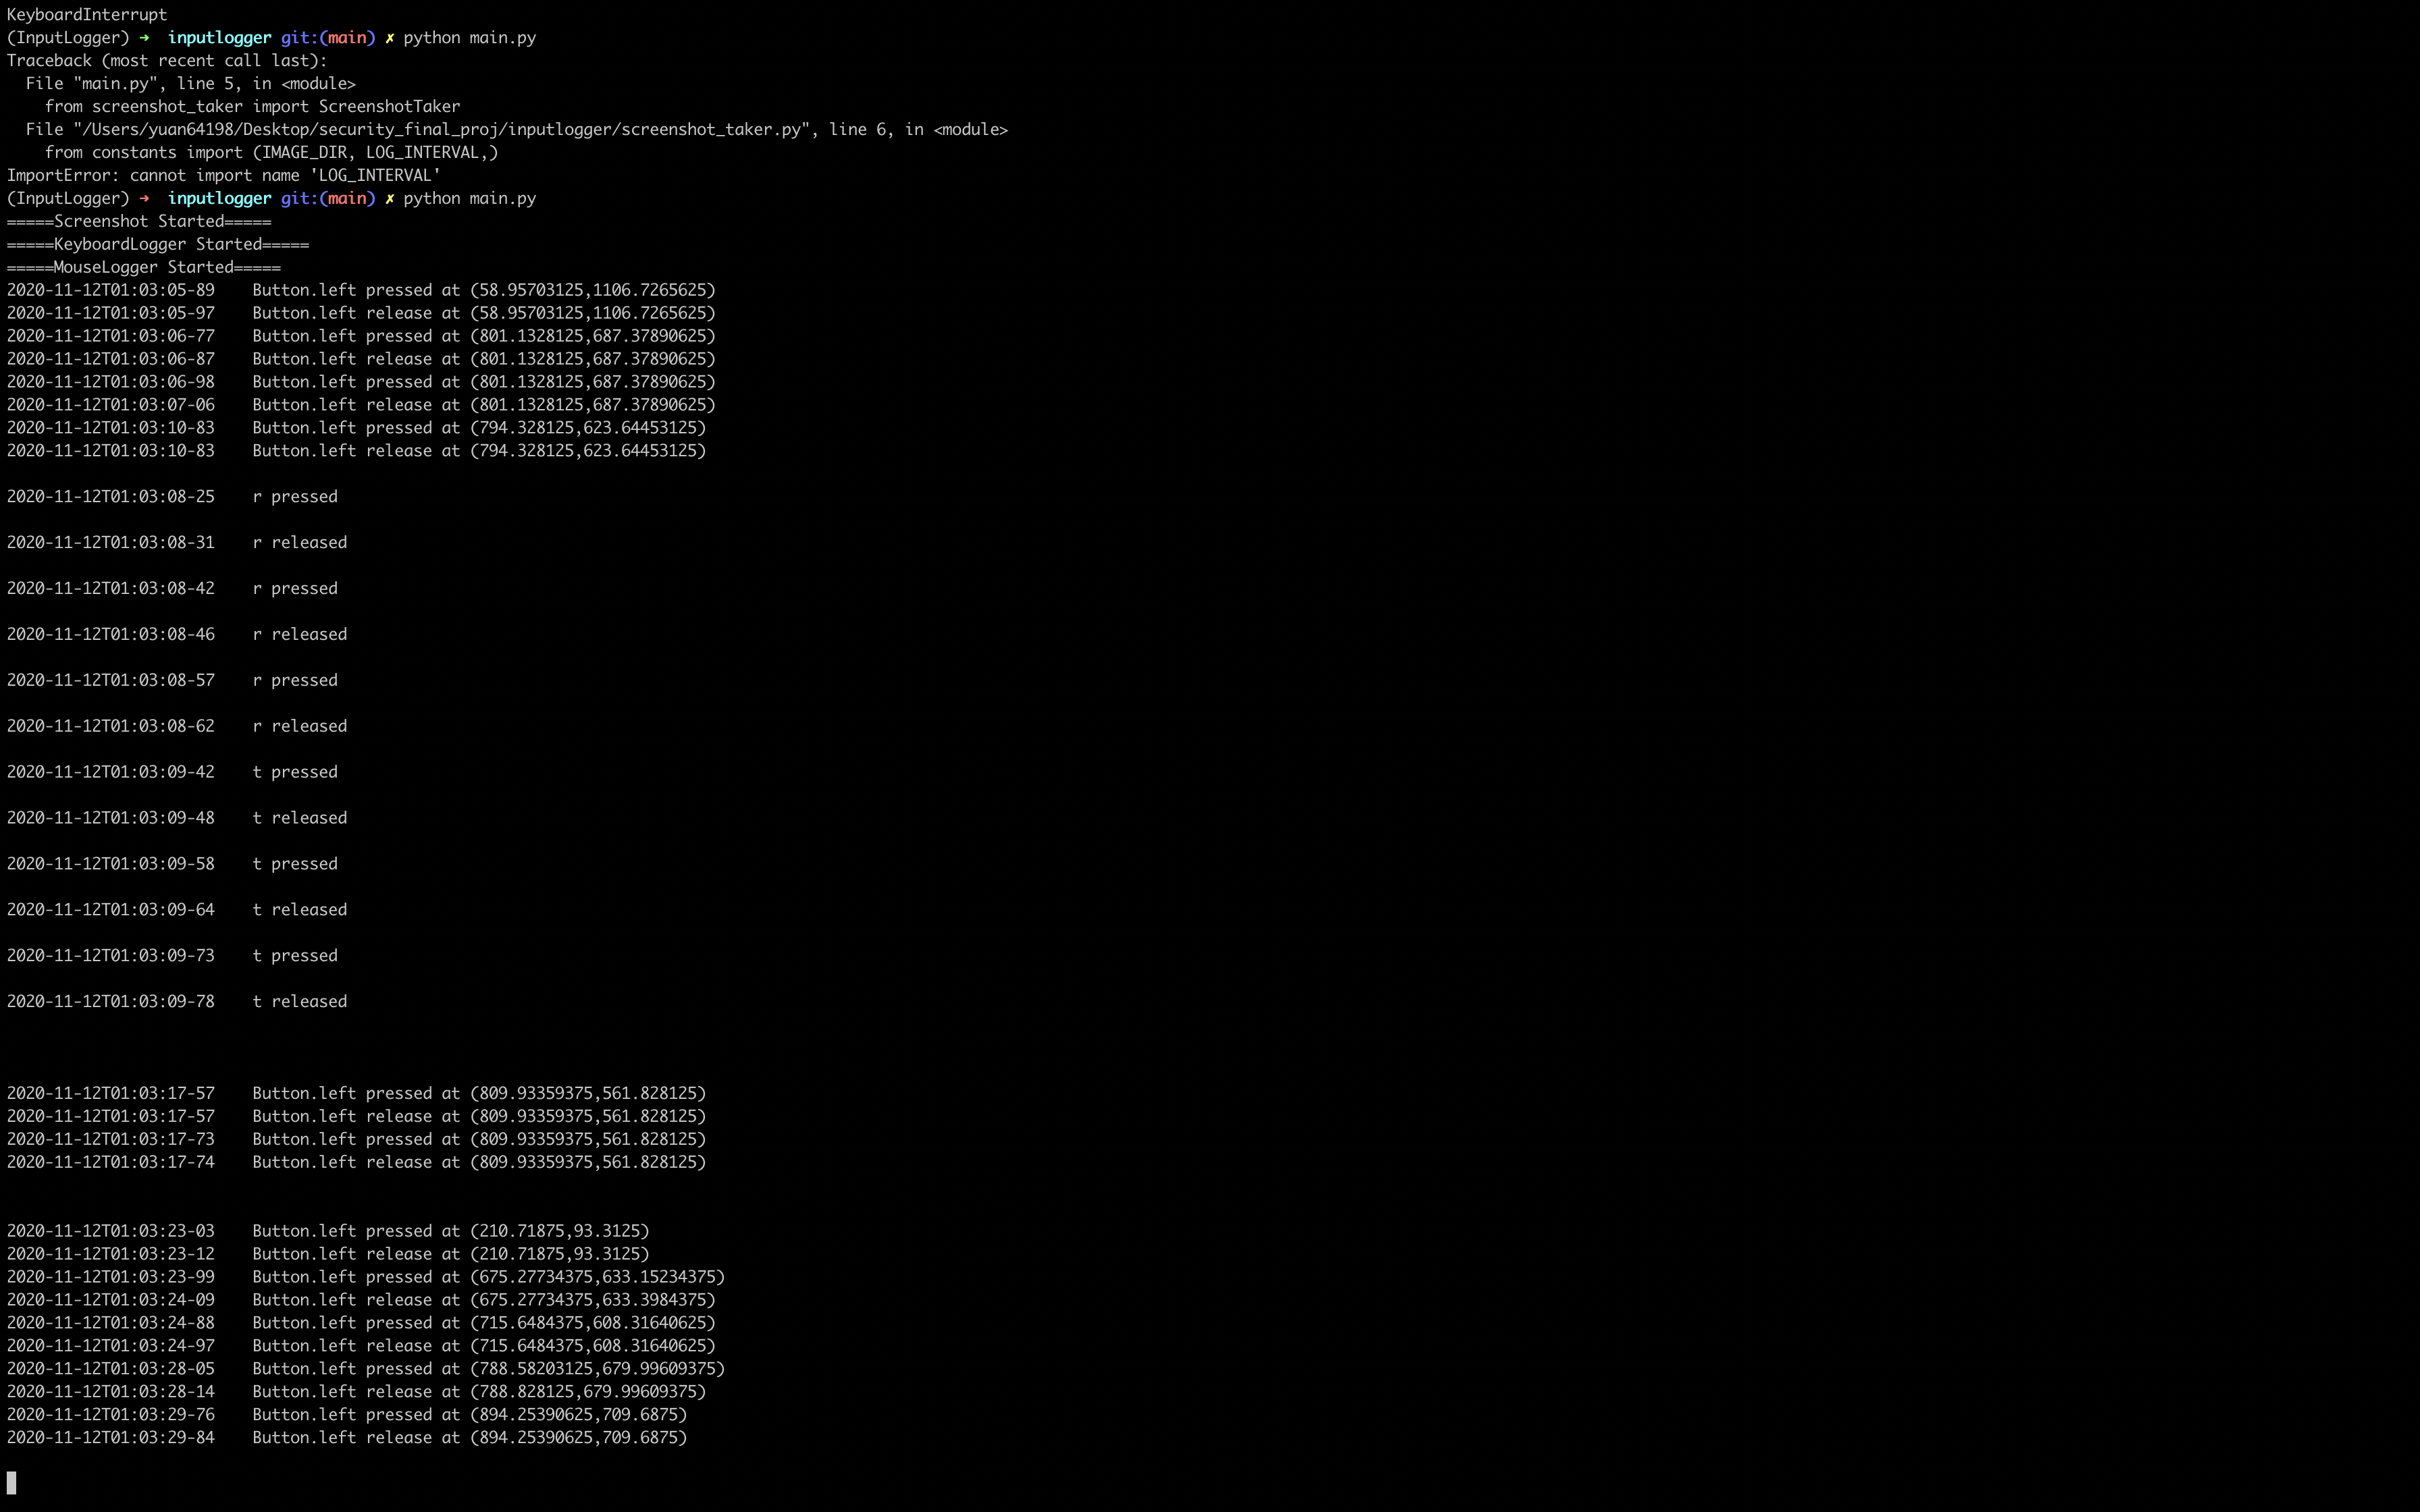 KeyboardInterrupt
(InputLogger) ➜  inputlogger git:(main) ✗ python main.py
Traceback (most recent call last):
  File "main.py", line 5, in <module>
    from screenshot_taker import ScreenshotTaker
  File "/Users/yuan64198/Desktop/security_final_proj/inputlogger/screenshot_taker.py", line 6, in <module>
    from constants import (IMAGE_DIR, LOG_INTERVAL,)
ImportError: cannot import name 'LOG_INTERVAL'
(InputLogger) ➜  inputlogger git:(main) ✗ python main.py
=====Screenshot Started=====
=====KeyboardLogger Started=====
=====MouseLogger Started=====
2020-11-12T01:03:05-89    Button.left pressed at (58.95703125,1106.7265625)
2020-11-12T01:03:05-97    Button.left release at (58.95703125,1106.7265625)
2020-11-12T01:03:06-77    Button.left pressed at (801.1328125,687.37890625)
2020-11-12T01:03:06-87    Button.left release at (801.1328125,687.37890625)
2020-11-12T01:03:06-98    Button.left pressed at (801.1328125,687.37890625)
2020-11-12T01:03:07-06    Button.left release at (801.1328125,687.37890625)
2020-11-12T01:03:10-83    Button.left pressed at (794.328125,623.64453125)
2020-11-12T01:03:10-83    Button.left release at (794.328125,623.64453125)
2020-11-12T01:03:08-25    r pressed
2020-11-12T01:03:08-31    r released
2020-11-12T01:03:08-42    r pressed
2020-11-12T01:03:08-46    r released
2020-11-12T01:03:08-57    r pressed
2020-11-12T01:03:08-62    r released
2020-11-12T01:03:09-42    t pressed
2020-11-12T01:03:09-48    t released
2020-11-12T01:03:09-58    t pressed
2020-11-12T01:03:09-64    t released
2020-11-12T01:03:09-73    t pressed
2020-11-12T01:03:09-78    t released
2020-11-12T01:03:17-57    Button.left pressed at (809.93359375,561.828125)
2020-11-12T01:03:17-57    Button.left release at (809.93359375,561.828125)
2020-11-12T01:03:17-73    Button.left pressed at (809.93359375,561.828125)
2020-11-12T01:03:17-74    Button.left release at (809.93359375,561.828125)
2020-11-12T01:03:23-03    Button.left pressed at (210.71875,93.3125)
2020-11-12T01:03:23-12    Button.left release at (210.71875,93.3125)
2020-11-12T01:03:23-99    Button.left pressed at (675.27734375,633.15234375)
2020-11-12T01:03:24-09    Button.left release at (675.27734375,633.3984375)
2020-11-12T01:03:24-88    Button.left pressed at (715.6484375,608.31640625)
2020-11-12T01:03:24-97    Button.left release at (715.6484375,608.31640625)
2020-11-12T01:03:28-05    Button.left pressed at (788.58203125,679.99609375)
2020-11-12T01:03:28-14    Button.left release at (788.828125,679.99609375)
2020-11-12T01:03:29-76    Button.left pressed at (894.25390625,709.6875)
2020-11-12T01:03:29-84    Button.left release at (894.25390625,709.6875)